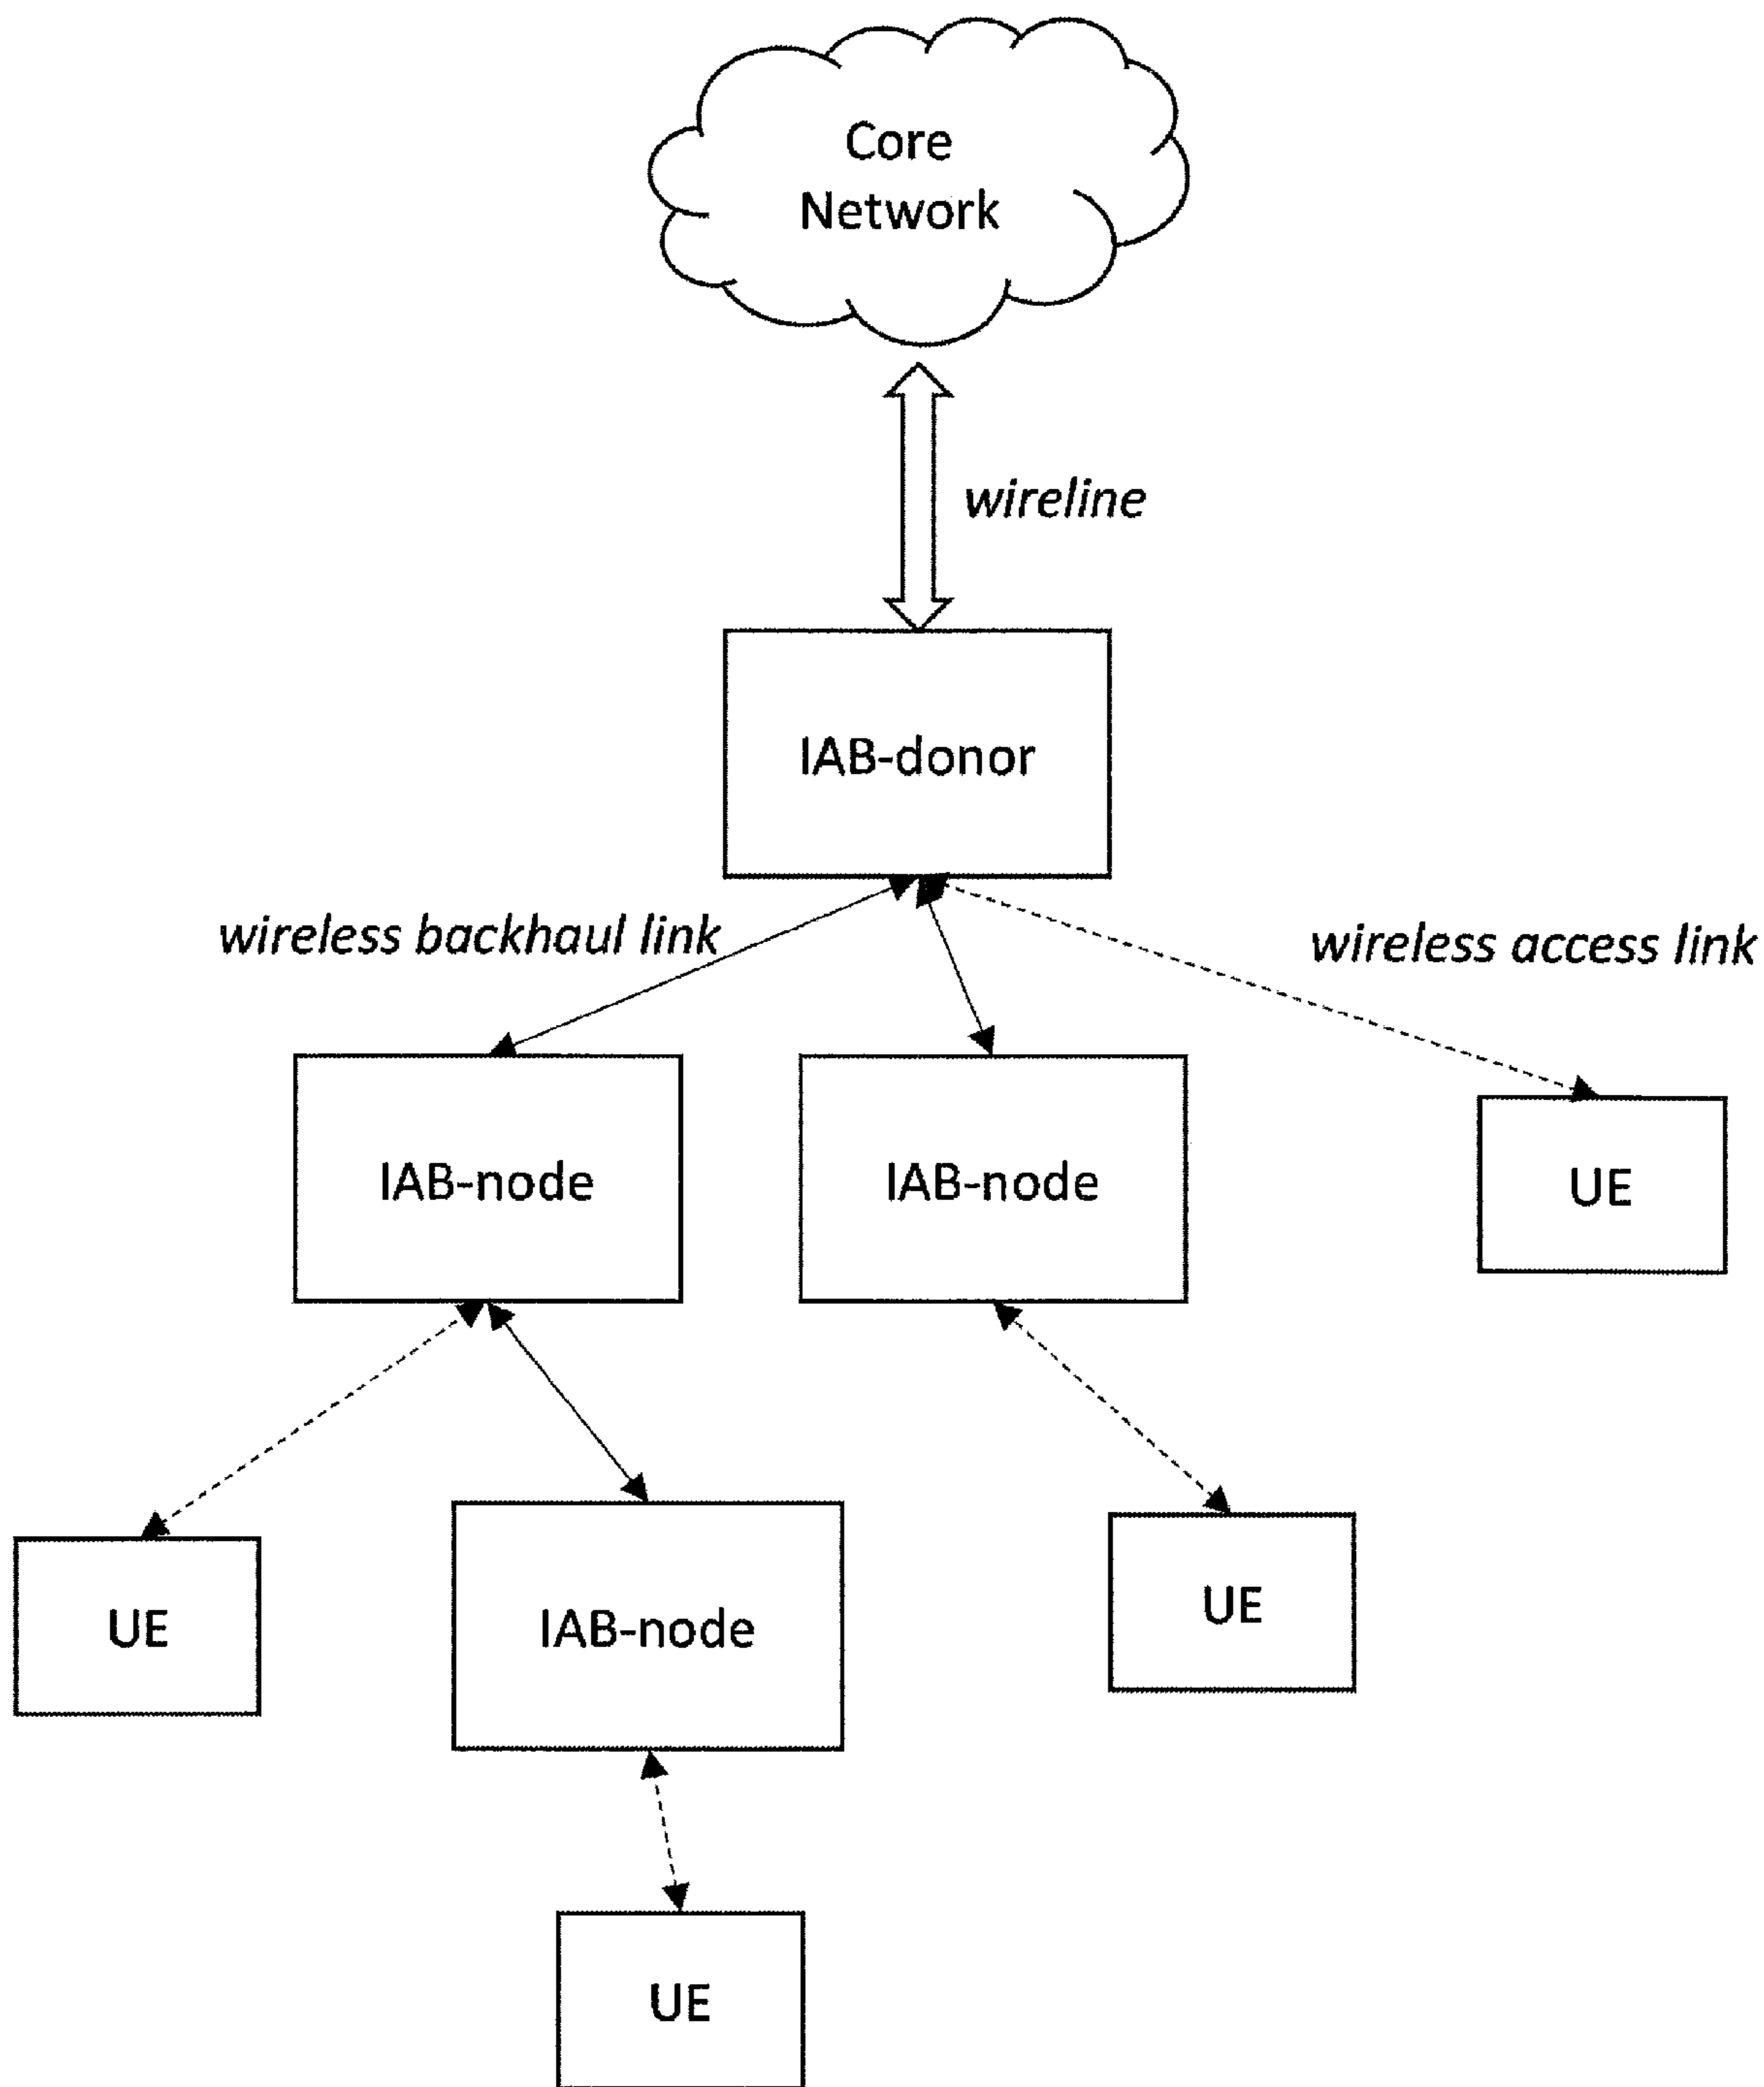 Core
Network
wireline
IAB-donor
wireless backhaul link
wireless access link
IAB-node
IAB-node
UE
UE
IAB-node
UE
UE